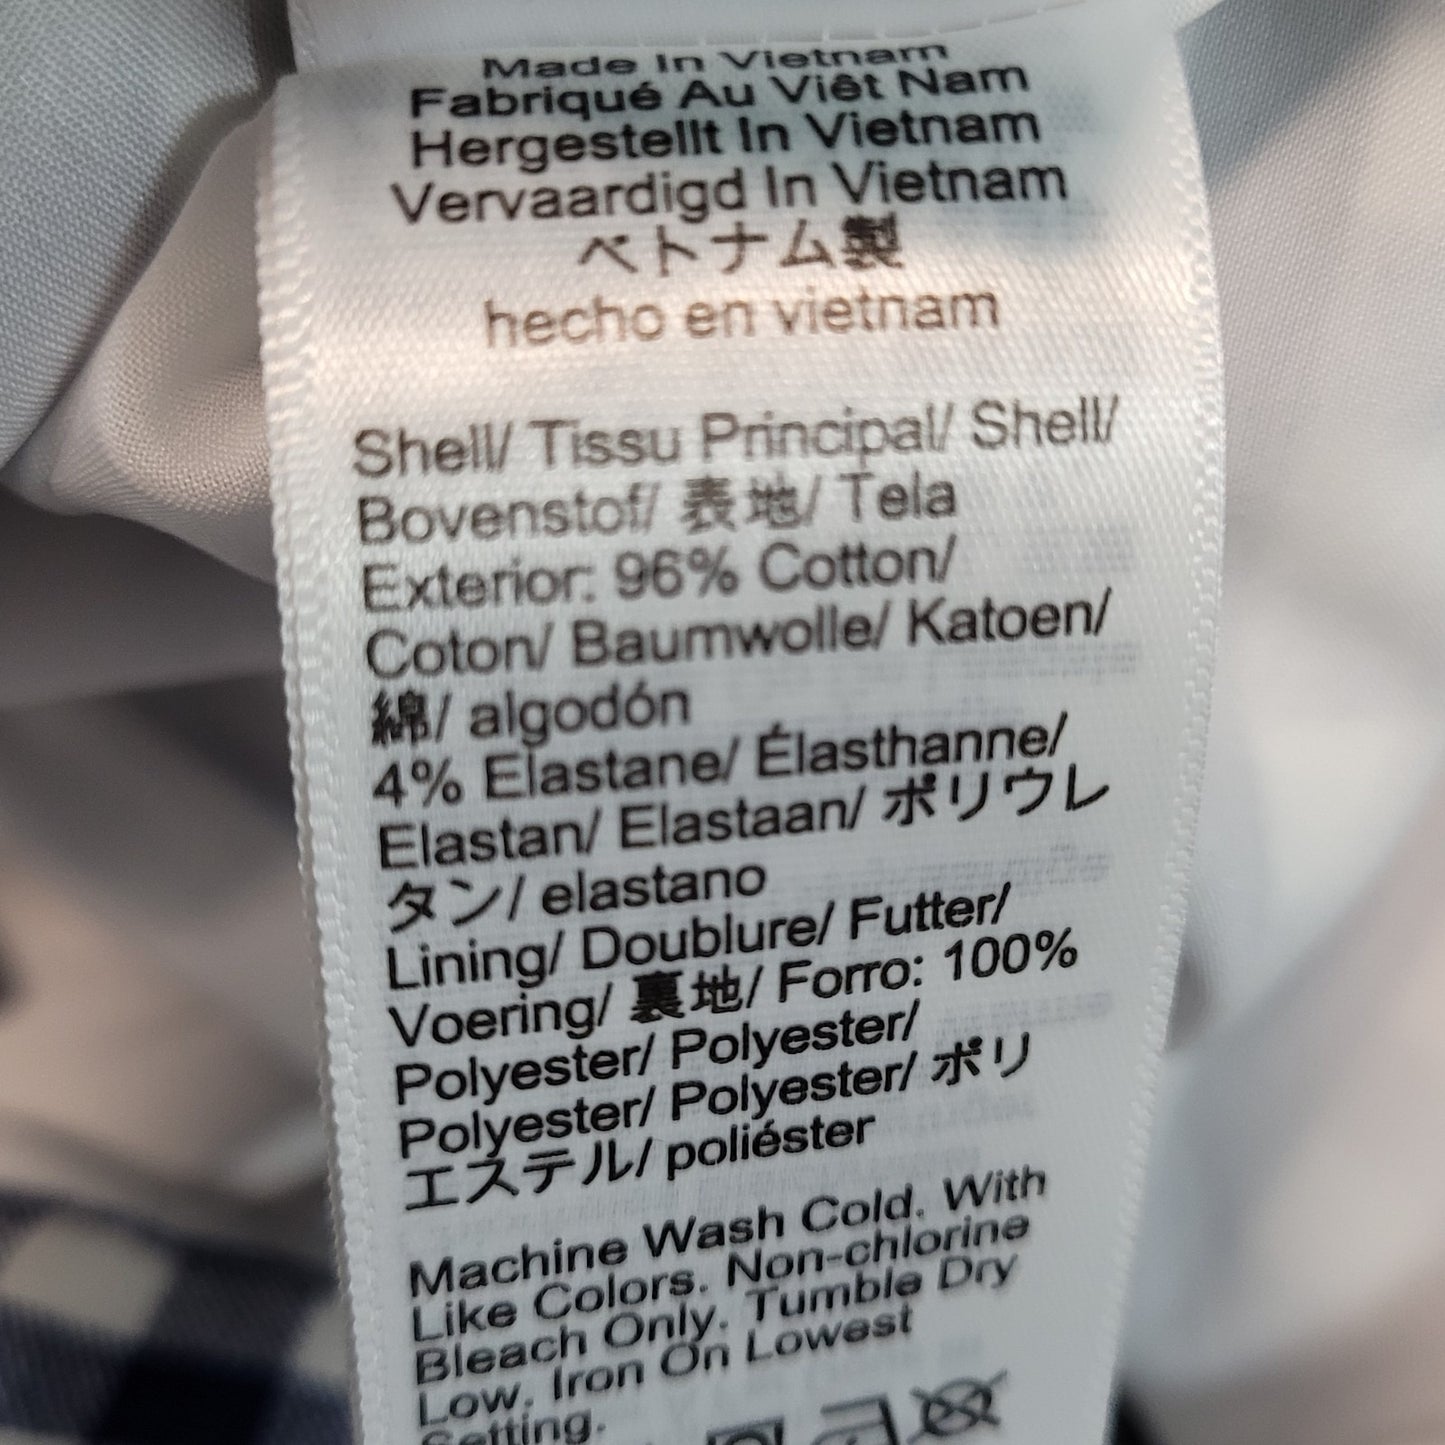 Made In Vietnam
Fabriqué Au Viêt Nam
Hergestellt In Vietnam
Vervaardigd In Vietnam
ベトナム製
hecho en vietnam
Shell/ Tissu Principal/ Shell/
Bovenstof/ 表地/ Tela
Exterior: 96% Cotton/
Coton/ Baumwolle/ Katoen/
綿/ algodón
4% Elastane/ Élasthanne/
Elastan/ Elastaan/ ポリウレ
タン/ elastano
Lining/ Doublure/ Futter/
Voering/ 裏地/ Forro: 100%
Polyester/ Polyester/
Polyester/ Polyester/ ポリ
エステル/ poliéster
Machine Wash Cold. With
Like Colors. Non-chlorine
Bleach Only. Tumble Dry
Low. Iron On Lowest
Setting.